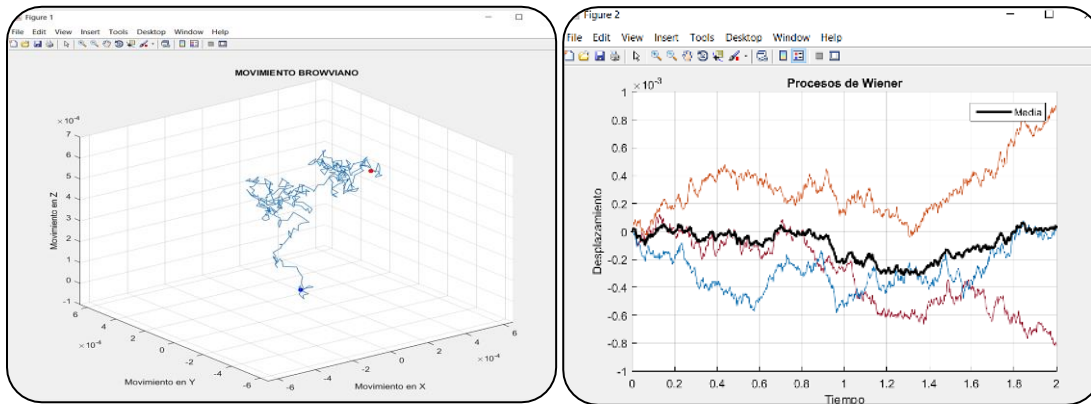 Figure 1
File Edit View Insert Tools Desktop Window Help
MOVIMIENTO BROWVIANO
×10⁻⁴
7
6
5
4
3
2
1
0
-1
Movimiento en Z
6
4
2
0
-2
-4
-6
×10⁻⁴
Movimiento en Y
-6
-4
-2
0
2
4
6
×10⁻⁴
Movimiento en X
Figure 2
File Edit View Insert Tools Desktop Window Help
Procesos de Wiener
×10⁻³
Media
1
0.8
0.6
0.4
0.2
0
-0.2
-0.4
-0.6
-0.8
-1
Desplazamiento
0 0.2 0.4 0.6 0.8 1 1.2 1.4 1.6 1.8 2
Tiempo